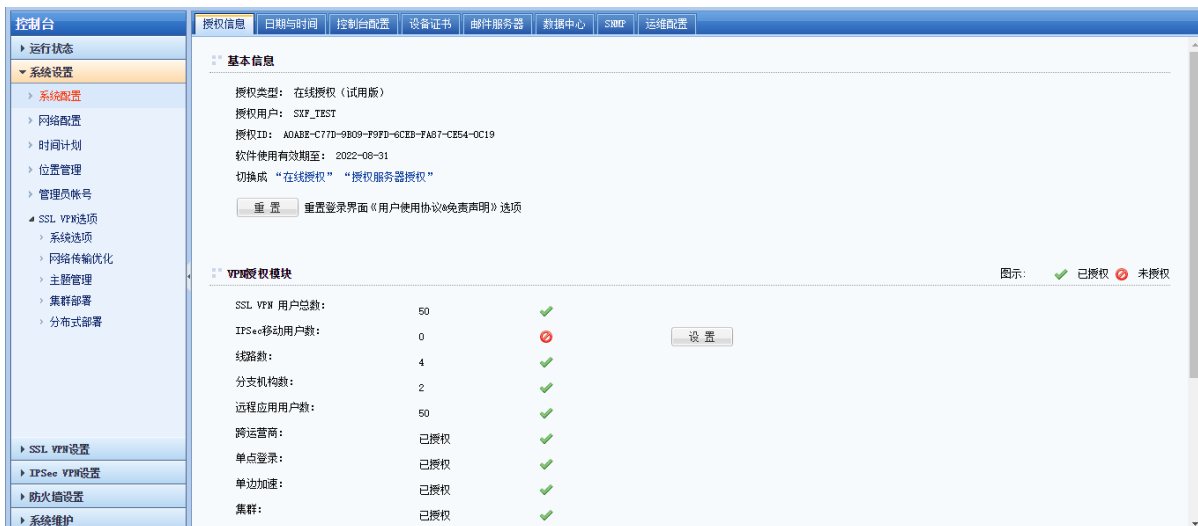 控制台
运行状态
系统设置
系统配置
网络配置
时间计划
位置管理
管理员帐号
SSL VPN选项
系统选项
网络传输优化
主题管理
集群部署
分布式部署
SSL VPN设置
IPSec VPN设置
防火墙设置
系统维护
授权信息 日期与时间 控制台配置 设备证书 邮件服务器 数据中心 SNMP 运维配置
基本信息
授权类型: 在线授权（试用版）
授权用户: SXF_TEST
授权ID: A0ABE-C77D-9B09-F9FD-6CEB-FA87-CE54-0C19
软件使用有效期至: 2022-08-31
切换成 “在线授权” “授权服务器授权”
重 置 重置登录界面《用户使用协议&免责声明》选项
VPN授权模块 图示: 已授权 未授权
SSL VPN 用户总数: 50
IPSec移动用户数: 0 设 置
线路数: 4
分支机构数: 2
远程应用用户数: 50
跨运营商: 已授权
单点登录: 已授权
单边加速: 已授权
集群: 已授权